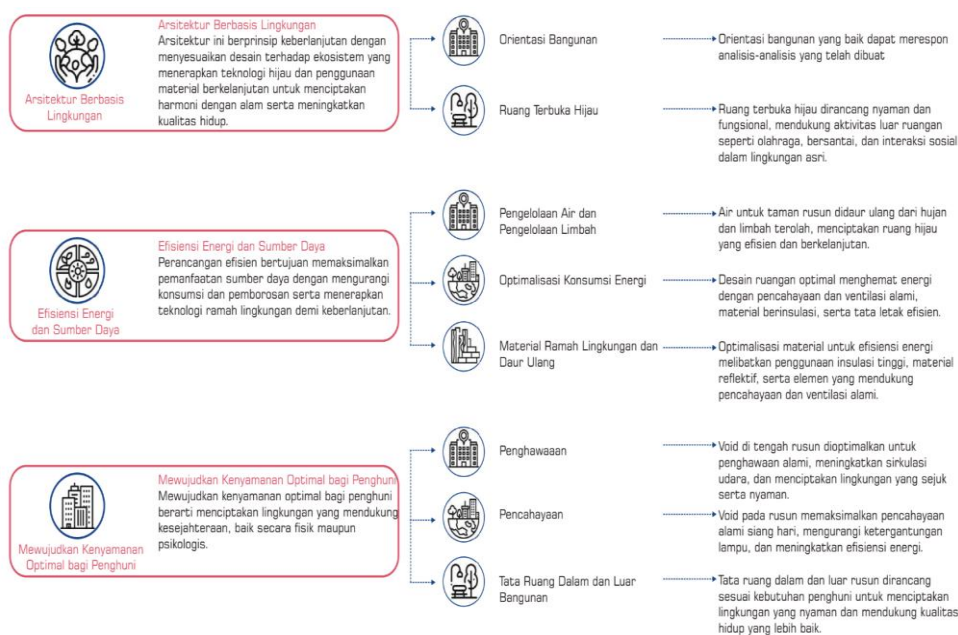 Arsitektur Berbasis
Lingkungan
Arsitektur Berbasis Lingkungan
Arsitektur ini berprinsip keberlanjutan dengan
menyesuaikan desain terhadap ekosistem yang
menerapkan teknologi hijau dan penggunaan
material berkelanjutan untuk menciptakan
harmoni dengan alam serta meningkatkan
kualitas hidup.
Orientasi Bangunan
Orientasi bangunan yang baik dapat merespon
analisis-analisis yang telah dibuat
Ruang Terbuka Hijau
Ruang terbuka hijau dirancang nyaman dan
fungsional, mendukung aktivitas luar ruangan
seperti olahraga, bersantai, dan interaksi sosial
dalam lingkungan asri.
Efisiensi Energi
dan Sumber Daya
Efisiensi Energi dan Sumber Daya
Perancangan efisien bertujuan memaksimalkan
pemanfaatan sumber daya dengan mengurangi
konsumsi dan pemborosan serta menerapkan
teknologi ramah lingkungan demi keberlanjutan.
Pengelolaan Air dan
Pengelolaan Limbah
Air untuk taman rusun didaur ulang dari hujan
dan limbah terolah, menciptakan ruang hijau
yang efisien dan berkelanjutan.
Optimalisasi Konsumsi Energi
Desain ruangan optimal menghemat energi
dengan pencahayaan dan ventilasi alami,
material berinsulasi, serta tata letak efisien.
Material Ramah Lingkungan dan
Daur Ulang
Optimalisasi material untuk efisiensi energi
melibatkan penggunaan insulasi tinggi, material
reflektif, serta elemen yang mendukung
pencahayaan dan ventilasi alami.
Mewujudkan Kenyamanan
Optimal bagi Penghuni
Mewujudkan Kenyamanan Optimal bagi Penghuni
Mewujudkan kenyamanan optimal bagi penghuni
berarti menciptakan lingkungan yang mendukung
kesejahteraan, baik secara fisik maupun
psikologis.
Penghawaaan
Void di tengah rusun dioptimalkan untuk
penghawaan alami, meningkatkan sirkulasi
udara, dan menciptakan lingkungan yang sejuk
serta nyaman.
Pencahayaan
Void pada rusun memaksimalkan pencahayaan
alami siang hari, mengurangi ketergantungan
lampu, dan meningkatkan efisiensi energi.
Tata Ruang Dalam dan Luar
Bangunan
Tata ruang dalam dan luar rusun dirancang
sesuai kebutuhan penghuni untuk menciptakan
lingkungan yang nyaman dan mendukung kualitas
hidup yang lebih baik.